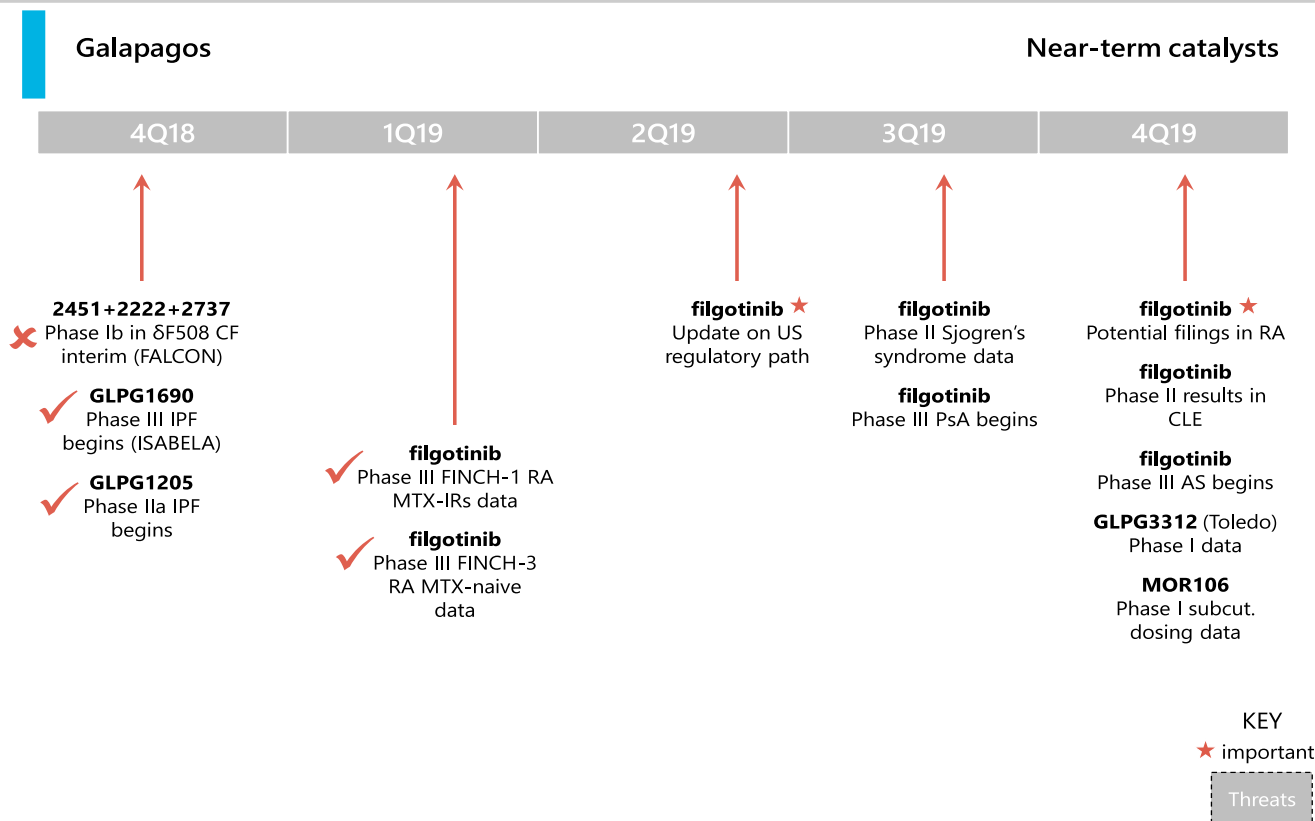 Galapagos
Near-term catalysts
4Q18
1Q19
2Q19
3Q19
4Q19
2451+2222+2737
Phase Ib in δF508 CF
interim (FALCON)
GLPG1690
Phase III IPF
begins (ISABELA)
GLPG1205
Phase IIa IPF
begins
filgotinib
Phase III FINCH-1 RA
MTX-IRs data
filgotinib
Phase III FINCH-3
RA MTX-naive
data
filgotinib ★
Update on US
regulatory path
filgotinib
Phase II Sjogren's
syndrome data
filgotinib
Phase III PsA begins
filgotinib ★
Potential filings in RA
filgotinib
Phase II results in
CLE
filgotinib
Phase III AS begins
GLPG3312 (Toledo)
Phase I data
MOR106
Phase I subcut.
dosing data
KEY
★ important
Threats